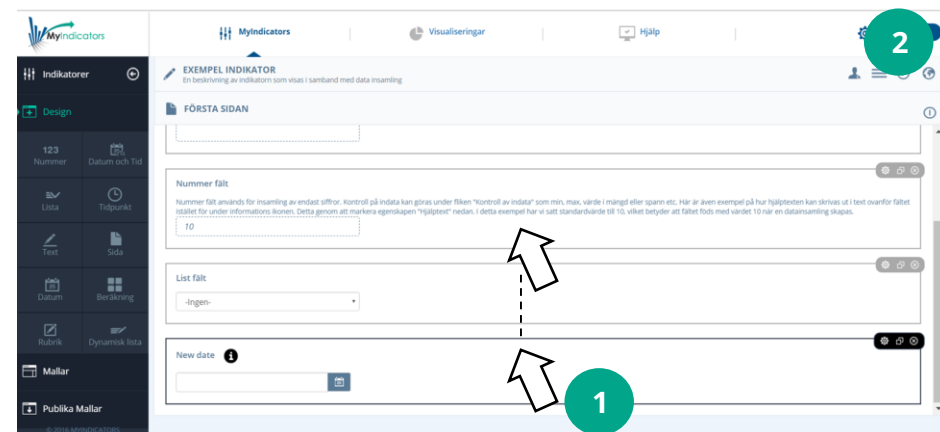 MyIndicators
MyIndicators
Visualiseringar
Hjälp
2
Indikatorer
EXEMPEL INDIKATOR
En beskrivning av indikatorn som visas i samband med data insamling
Design
FÖRSTA SIDAN
123
Nummer
Datum och Tid
Lista
Tidpunkt
Text
Sida
Datum
Beräkning
Rubrik
Dynamisk lista
Mallar
Publika Mallar
© 2016 MYINDICATORS
Nummer fält
Nummer fält används för insamling av endast siffror. Kontroll på indata kan göras under fliken "Kontroll av indata" som min, max, värde i mängd eller spann etc. Här är även exempel på hur hjälptexten kan skrivas ut i text ovanför fältet
istället för under informations ikonen. Detta genom att markera egenskapen "Hjälptext" nedan. I detta exempel har vi satt standardvärde till 10, vilket betyder att fältet föds med värdet 10 när en datainsamling skapas.
10
List fält
-Ingen-
New date
1